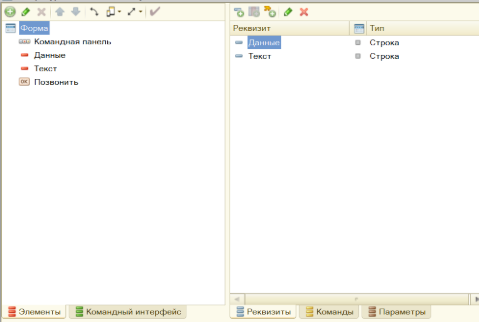 Форма
Командная панель
Данные
Текст
OK Позвонить
Элементы Командный интерфейс
Реквизит Тип
Данные Строка
Текст Строка
Реквизиты Команды Параметры